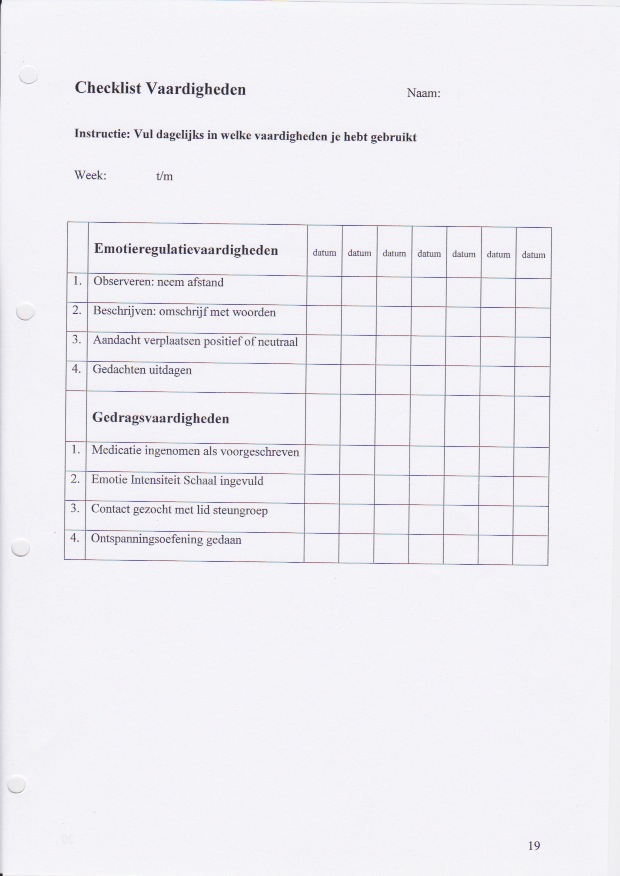 Checklist Vaardigheden Naam:
Instructie: Vul dagelijks in welke vaardigheden je hebt gebruikt
Week: t/m
Emotieregulatievaardigheden datum datum datum datum datum datum datum
1. Observeren: neem afstand
2. Beschrijven: omschrijf met woorden
3. Aandacht verplaatsen positief of neutraal
4. Gedachten uitdagen
Gedragsvaardigheden
1. Medicatie ingenomen als voorgeschreven
2. Emotie Intensiteit Schaal ingevuld
3. Contact gezocht met lid steungroep
4. Ontspanningsoefening gedaan
19